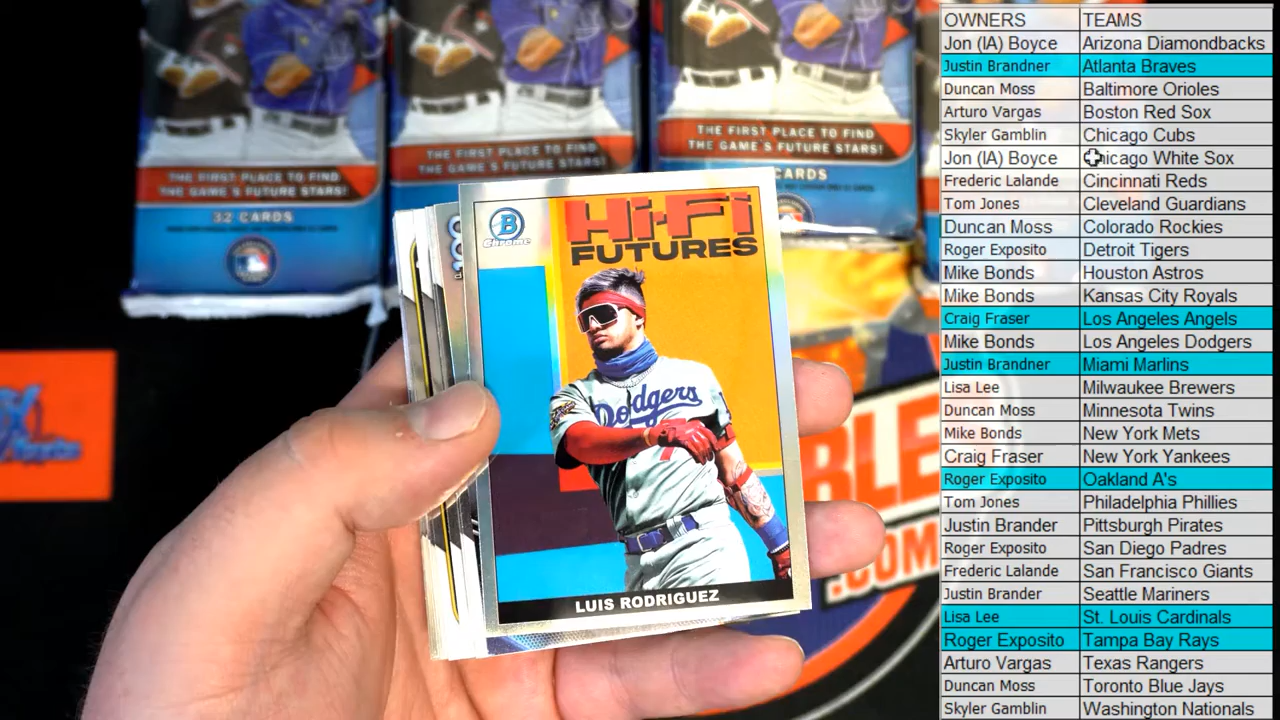 THE FIRST PLACE TO FIND
THE GAME'S FUTURE STARS!
32 CARDS
THE FIRST PLACE TO FIND
THE GAME'S FUTURE STARS!
THE FIRST PLACE TO FIND
THE GAME'S FUTURE STARS!
CARDS
B
Chrome
Hi-Fi
FUTURES
Dodgers
LUIS RODRIGUEZ
BLE
.COM
OWNERS TEAMS
Jon (IA) Boyce Arizona Diamondbacks
Justin Brandner Atlanta Braves
Duncan Moss Baltimore Orioles
Arturo Vargas Boston Red Sox
Skyler Gamblin Chicago Cubs
Jon (IA) Boyce Chicago White Sox
Frederic Lalande Cincinnati Reds
Tom Jones Cleveland Guardians
Duncan Moss Colorado Rockies
Roger Exposito Detroit Tigers
Mike Bonds Houston Astros
Mike Bonds Kansas City Royals
Craig Fraser Los Angeles Angels
Mike Bonds Los Angeles Dodgers
Justin Brandner Miami Marlins
Lisa Lee Milwaukee Brewers
Duncan Moss Minnesota Twins
Mike Bonds New York Mets
Craig Fraser New York Yankees
Roger Exposito Oakland A's
Tom Jones Philadelphia Phillies
Justin Brander Pittsburgh Pirates
Roger Exposito San Diego Padres
Frederic Lalande San Francisco Giants
Justin Brander Seattle Mariners
Lisa Lee St. Louis Cardinals
Roger Exposito Tampa Bay Rays
Arturo Vargas Texas Rangers
Duncan Moss Toronto Blue Jays
Skyler Gamblin Washington Nationals